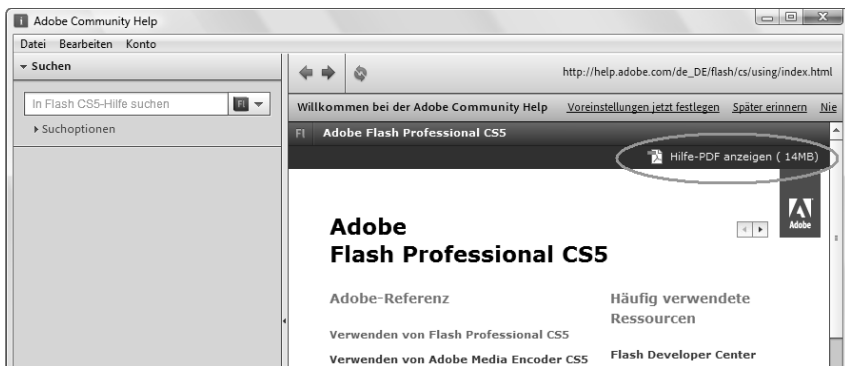 Adobe Community Help
Datei Bearbeiten Konto
Suchen
In Flash CS5-Hilfe suchen
Fl
Suchoptionen
http://help.adobe.com/de_DE/flash/cs/using/index.html
Willkommen bei der Adobe Community Help Voreinstellungen jetzt festlegen Später erinnern Nie
Fl Adobe Flash Professional CS5
Hilfe-PDF anzeigen ( 14MB)
Adobe
Adobe
Flash Professional CS5
Adobe-Referenz
Häufig verwendete
Ressourcen
Verwenden von Flash Professional CS5
Verwenden von Adobe Media Encoder CS5
Flash Developer Center